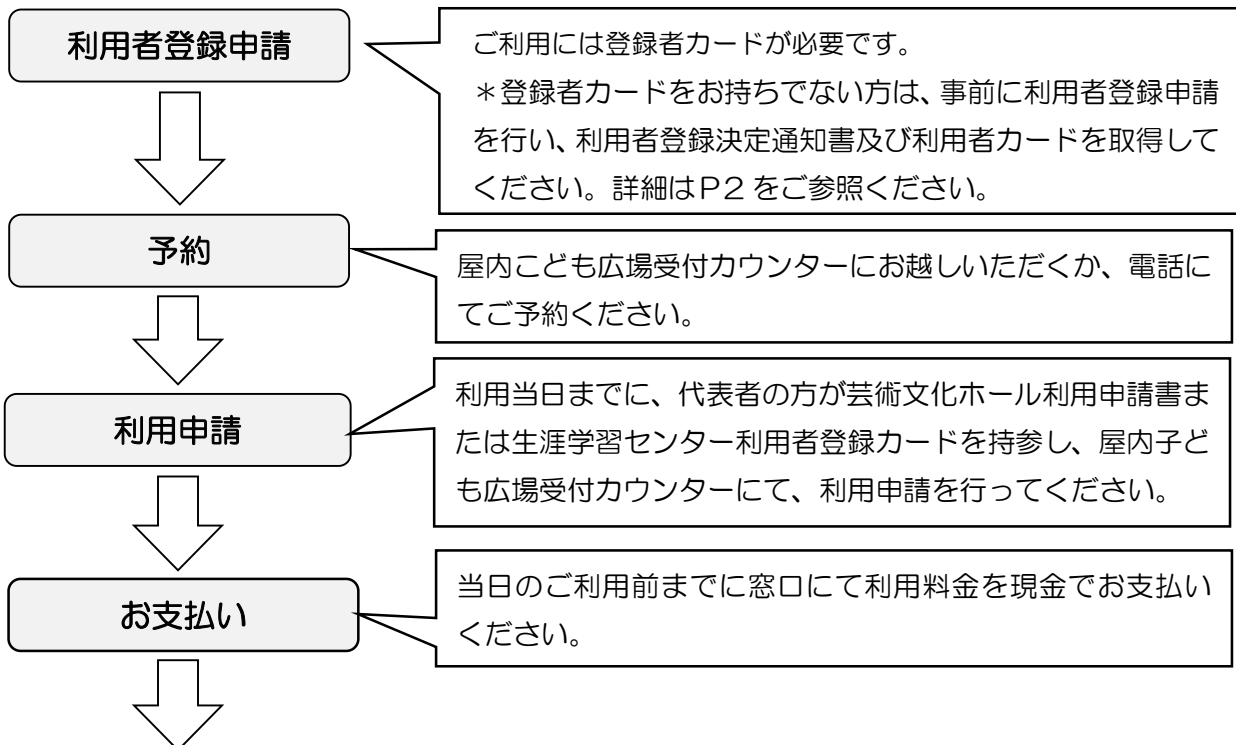 利用者登録申請
ご利用には登録者カードが必要です。
＊登録者カードをお持ちでない方は、事前に利用者登録申請
を行い、利用者登録決定通知書及び利用者カードを取得して
ください。詳細はP2 をご参照ください。
予約
屋内こども広場受付カウンターにお越しいただくか、電話に
てご予約ください。
利用申請
利用当日までに、代表者の方が芸術文化ホール利用申請書ま
たは生涯学習センター利用者登録カードを持参し、屋内子ど
も広場受付カウンターにて、利用申請を行ってください。
お支払い
当日のご利用前までに窓口にて利用料金を現金でお支払い
ください。